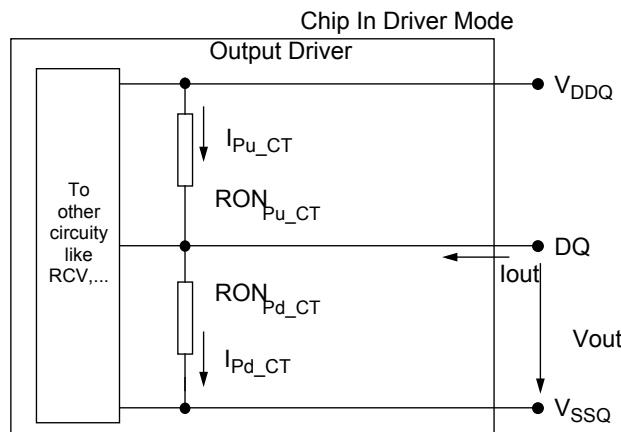 Chip In Driver Mode
Output Driver
VDDQ
IPu_CT
To
other
circuity
like
RCV,...
RONPu_CT
DQ
Iout
RONPd_CT
Vout
IPd_CT
VSSQ